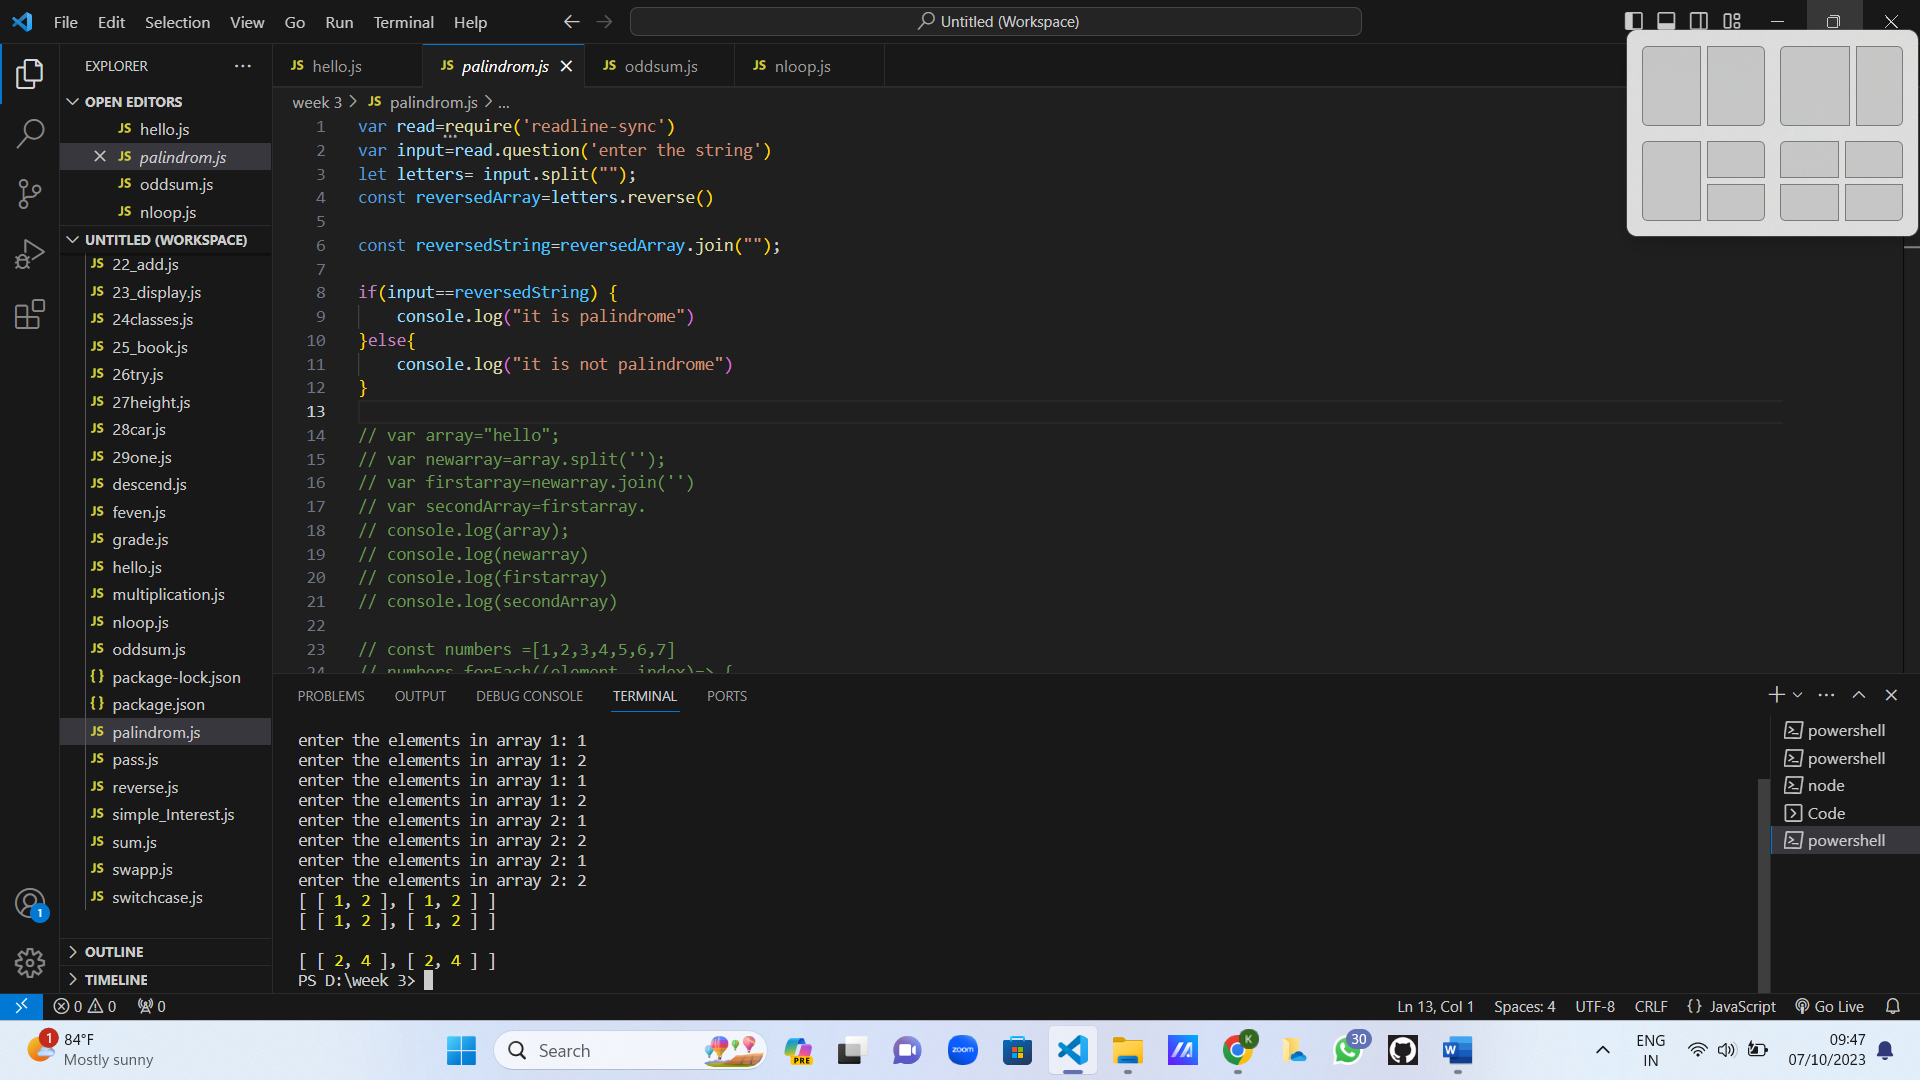 File Edit Selection View Go Run Terminal Help
Untitled (Workspace)
EXPLORER
OPEN EDITORS
JS hello.js
JS palindrom.js
JS oddsum.js
JS nloop.js
UNTITLED (WORKSPACE)
JS 22_add.js
JS 23_display.js
JS 24classes.js
JS 25_book.js
JS 26try.js
JS 27height.js
JS 28car.js
JS 29one.js
JS descend.js
JS feven.js
JS grade.js
JS hello.js
JS multiplication.js
JS nloop.js
JS oddsum.js
{} package-lock.json
{} package.json
JS palindrom.js
JS pass.js
JS reverse.js
JS simple_Interest.js
JS sum.js
JS swapp.js
JS switchcase.js
OUTLINE
TIMELINE
JS hello.js JS palindrom.js JS oddsum.js JS nloop.js
week 3 > JS palindrom.js > ...
1 var read=require('readline-sync')
2 var input=read.question('enter the string')
3 let letters= input.split("");
4 const reversedArray=letters.reverse()
5
6 const reversedString=reversedArray.join("");
7
8 if(input==reversedString) {
9 console.log("it is palindrome")
10 }else{
11 console.log("it is not palindrome")
12 }
13
14 // var array="hello";
15 // var newarray=array.split('');
16 // var firstarray=newarray.join('')
17 // var secondArray=firstarray.
18 // console.log(array);
19 // console.log(newarray)
20 // console.log(firstarray)
21 // console.log(secondArray)
22
23 // const numbers =[1,2,3,4,5,6,7]
24 // numbers.forEach((element, index)=> {
PROBLEMS OUTPUT DEBUG CONSOLE TERMINAL PORTS
enter the elements in array 1: 1
enter the elements in array 1: 2
enter the elements in array 1: 1
enter the elements in array 1: 2
enter the elements in array 2: 1
enter the elements in array 2: 2
enter the elements in array 2: 1
enter the elements in array 2: 2
[ [ 1, 2 ], [ 1, 2 ] ]
[ [ 1, 2 ], [ 1, 2 ] ]
[ [ 2, 4 ], [ 2, 4 ] ]
PS D:\week 3>
powershell
powershell
node
Code
powershell
1
0 0 0
Ln 13, Col 1 Spaces: 4 UTF-8 CRLF {} JavaScript Go Live
1 84°F
Mostly sunny
Search
PRE
zoom
K
30
W
ENG
IN
09:47
07/10/2023